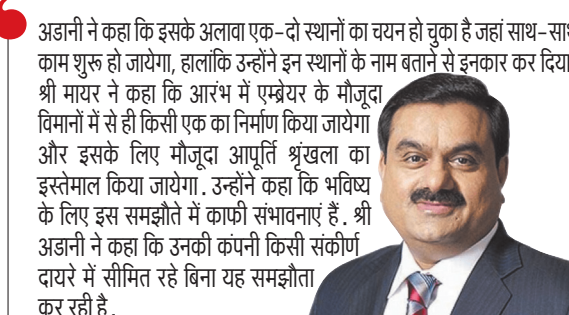 अडानी ने कहा कि इसके अलावा एक-दो स्थानों का चयन हो चुका है जहां साथ-साथ
काम शुरू हो जायेगा, हालांकि उन्होंने इन स्थानों के नाम बताने से इनकार कर दिया
श्री मायर ने कहा कि आरंभ में एम्ब्रेयर के मौजूदा
विमानों में से ही किसी एक का निर्माण किया जायेगा
और इसके लिए मौजूदा आपूर्ति श्रृंखला का
इस्तेमाल किया जायेगा. उन्होंने कहा कि भविष्य
के लिए इस समझौते में काफी संभावनाएं हैं. श्री
अडानी ने कहा कि उनकी कंपनी किसी संकीर्ण
दायरे में सीमित रहे बिना यह समझौता
कर रही है.